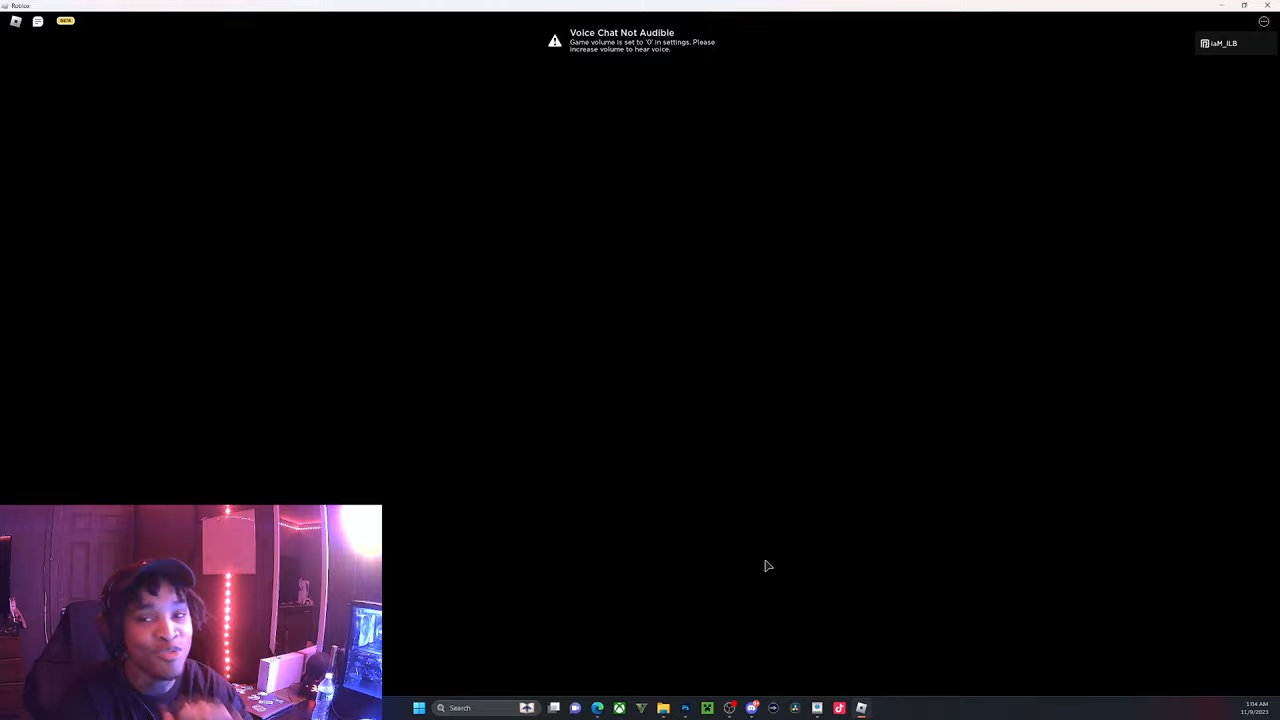 Roblox
BETA
Voice Chat Not Audible
Game volume is set to '0' in settings. Please
increase volume to hear voice.
iaM_ILB
Search
1:04 AM
11/9/2023